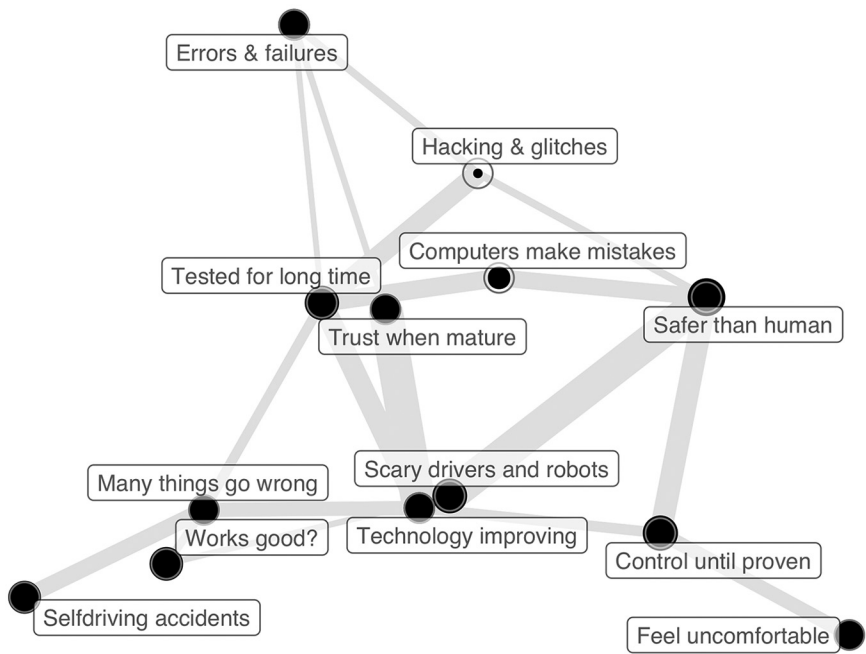 Errors & failures
Hacking & glitches
Computers make mistakes
Tested for long time
Safer than human
Trust when mature
Scary drivers and robots
Many things go wrong
Works good?
Technology improving
Control until proven
Selfdriving accidents
Feel uncomfortable